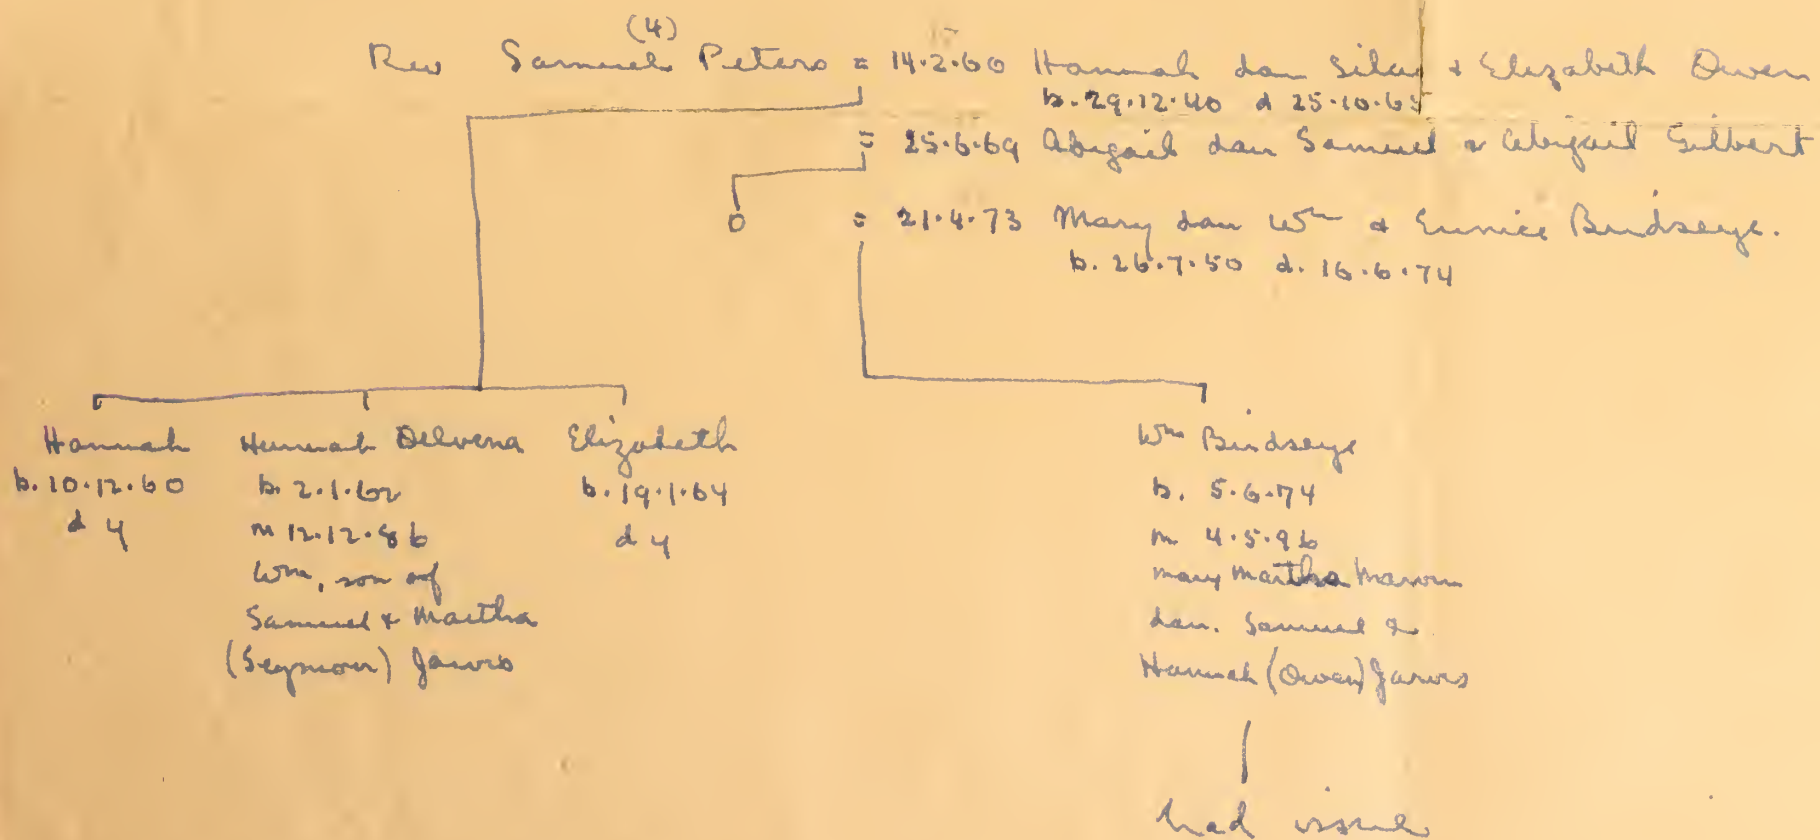 (4)
Rev Samuel Peters = 14.2.60 Hannah dau Silas & Elizabeth Owen
b. 29.12.40 d 25.10.65
= 25.6.69 Abigail dau Samuel & Abigail Gilbert
0 = 21.4.73 Mary dau Wm & Eunice Birdseye.
b. 26.7.50 d. 16.6.74
Hannah Hannah Delvena Elizabeth Wm Birdseye
b. 10.12.60 b. 2.1.62 b. 19.1.64 b. 5.6.74
d y m 12.12.86 d y m 4.5.96
Wm, son of Mary Martha Marvin
Samuel & Martha dau. Samuel &
(Seymour) Jarvis Hannah (Owen) Jarvis
had issue